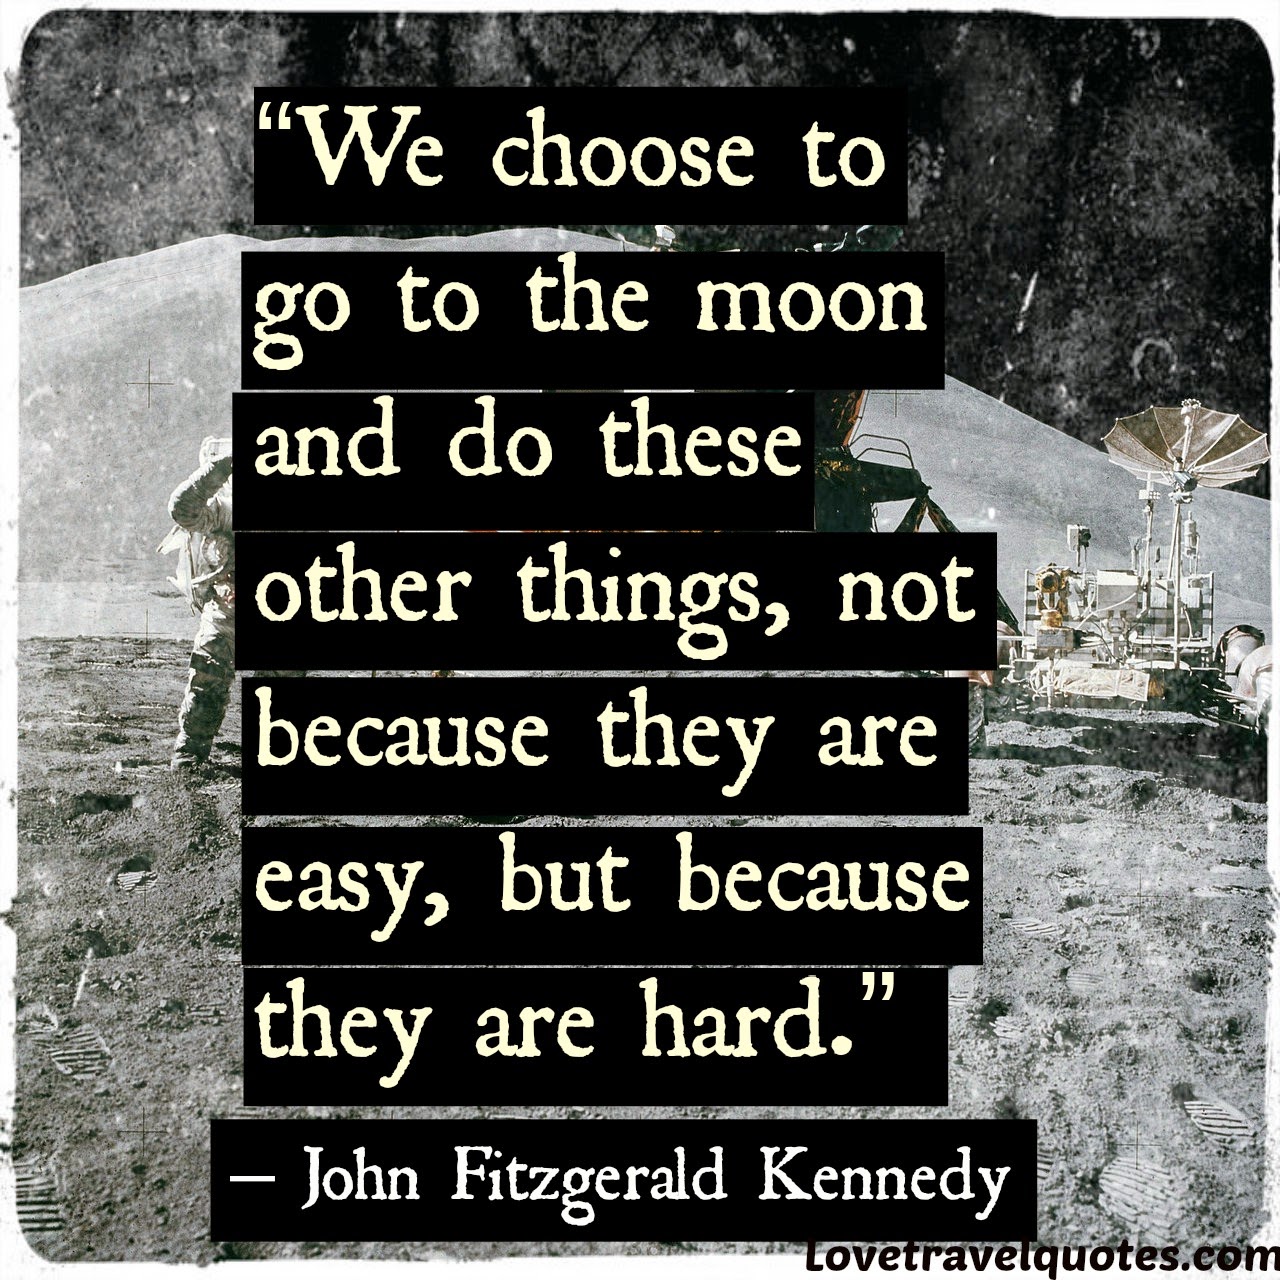 “We choose to
go to the moon
and do these
other things, not
because they are
easy, but because
they are hard.”
– John Fitzgerald Kennedy
Lovetravelquotes.com